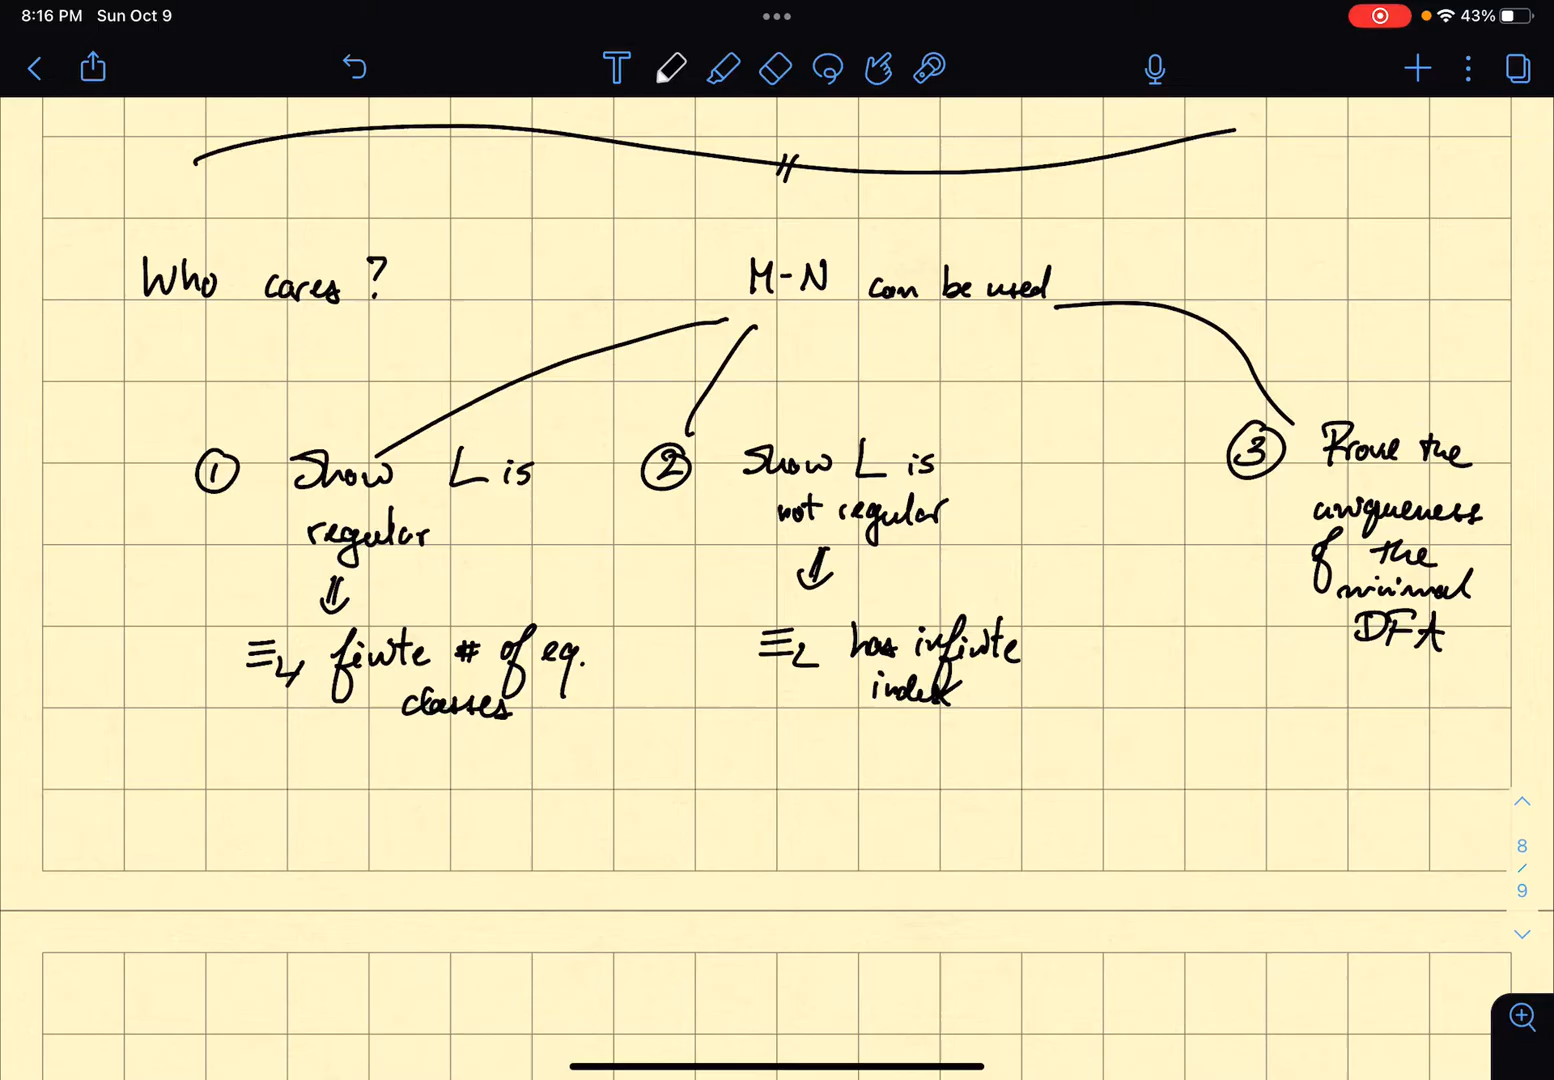 8:16 PM Sun Oct 9
43%
Who cares?
M-N can be used
① Show L is
regular
⇓
≡L finite # of eq.
classes
② Show L is
not regular
⇓
≡L has infinite
index
③ Prove the
uniqueness
of the
minimal
DFA
8
/
9